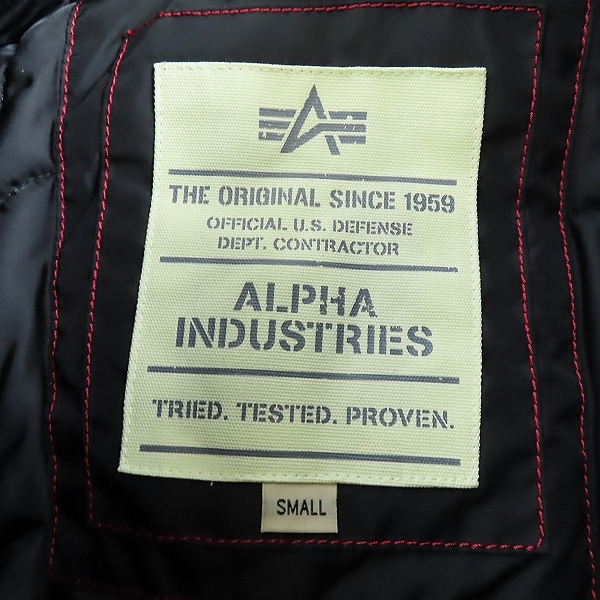 THE ORIGINAL SINCE 1959
OFFICIAL U.S. DEFENSE
DEPT. CONTRACTOR
ALPHA
INDUSTRIES
TRIED. TESTED. PROVEN.
SMALL